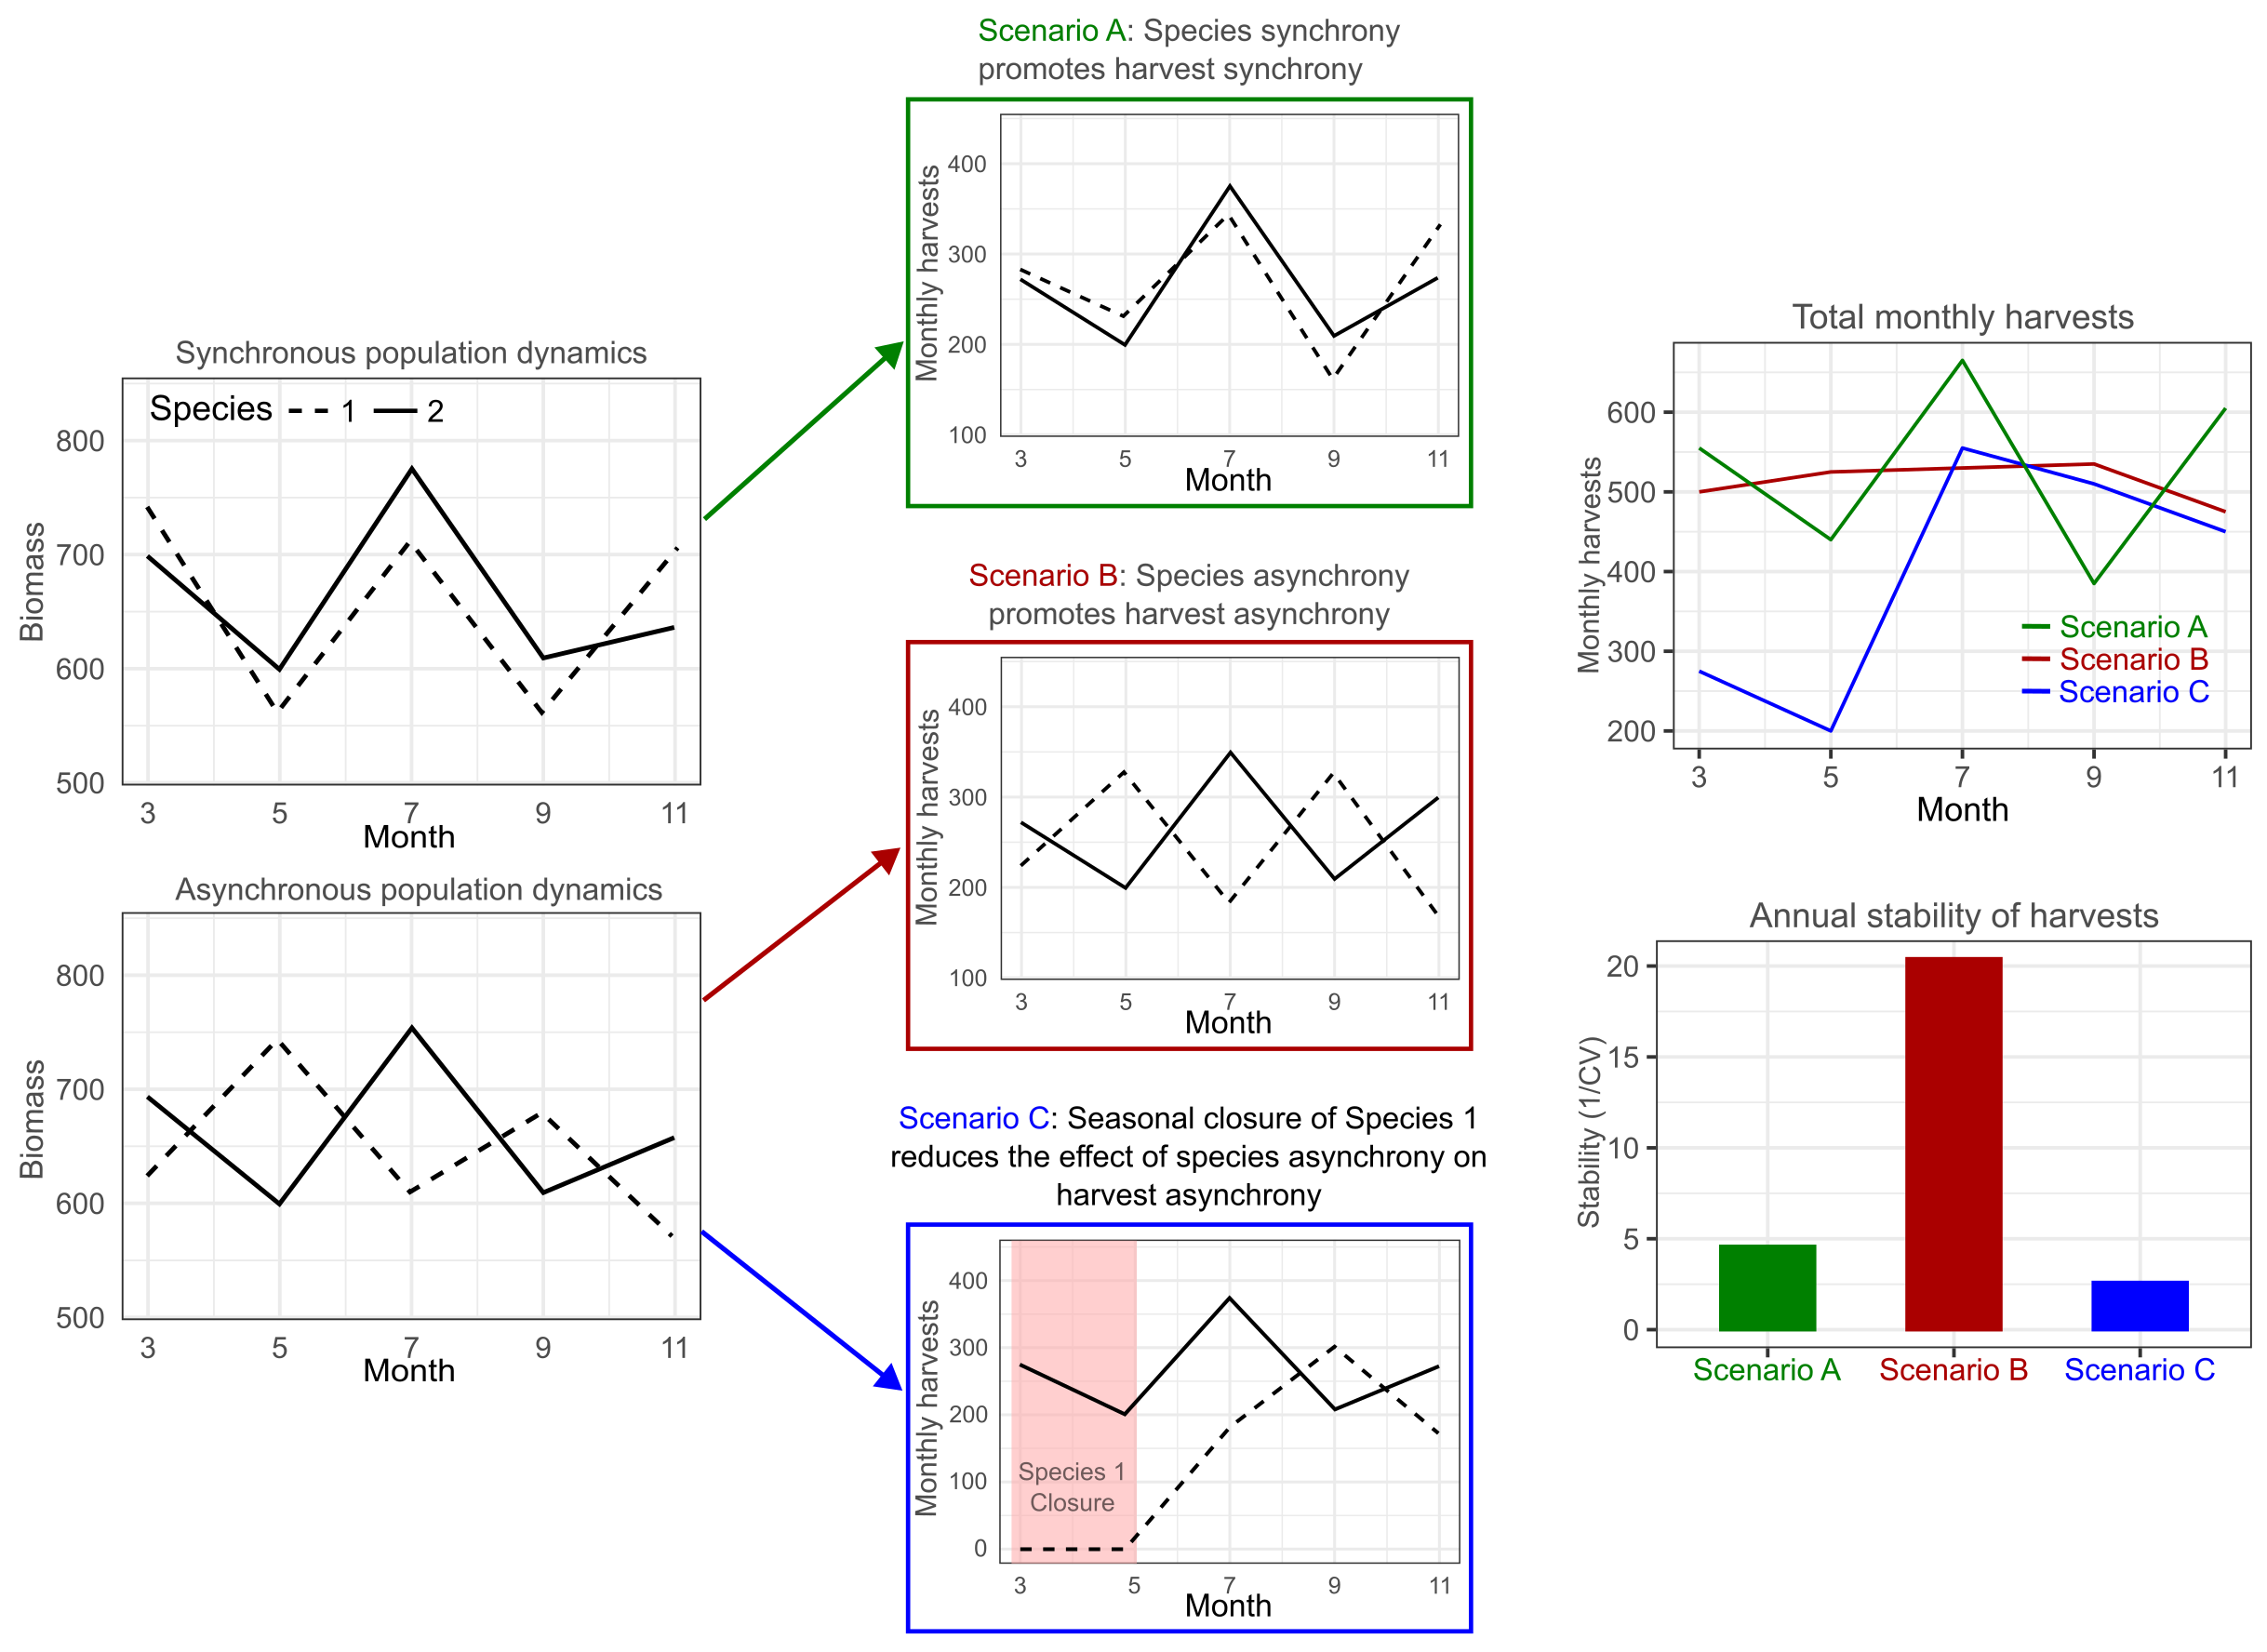 Synchronous population dynamics
Species 1 2
Biomass
800
700
600
500
3 5 7 9 11
Month
Asynchronous population dynamics
Biomass
800
700
600
500
3 5 7 9 11
Month
Scenario A: Species synchrony
promotes harvest synchrony
Monthly harvests
400
300
200
100
3 5 7 9 11
Month
Scenario B: Species asynchrony
promotes harvest asynchrony
Monthly harvests
400
300
200
100
3 5 7 9 11
Month
Scenario C: Seasonal closure of Species 1
reduces the effect of species asynchrony on
harvest asynchrony
Monthly harvests
400
300
200
100
0
Species 1
Closure
3 5 7 9 11
Month
Total monthly harvests
Monthly harvests
600
500
400
300
200
Scenario A
Scenario B
Scenario C
3 5 7 9 11
Month
Annual stability of harvests
Stability (1/CV)
20
15
10
5
0
Scenario A Scenario B Scenario C